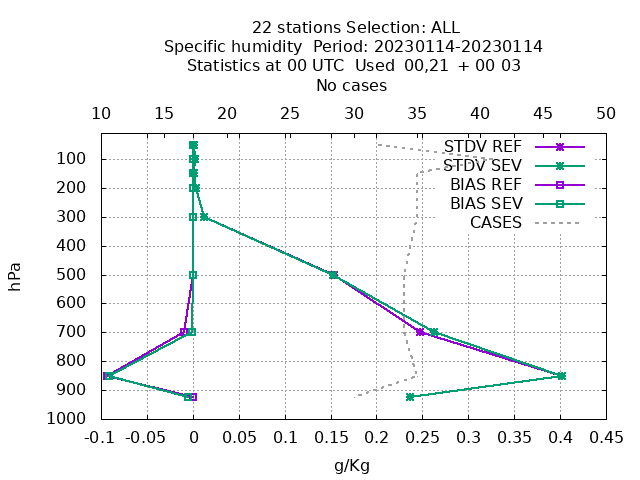 22 stations Selection: ALL
Specific humidity  Period: 20230114-20230114
Statistics at 00 UTC  Used  00,21  + 00 03
No cases
10 15 20 25 30 35 40 45 50
STDV REF
STDV SEV
BIAS REF
BIAS SEV
CASES
100
200
300
400
500
600
700
800
900
1000
hPa
-0.1 -0.05 0 0.05 0.1 0.15 0.2 0.25 0.3 0.35 0.4 0.45
g/Kg